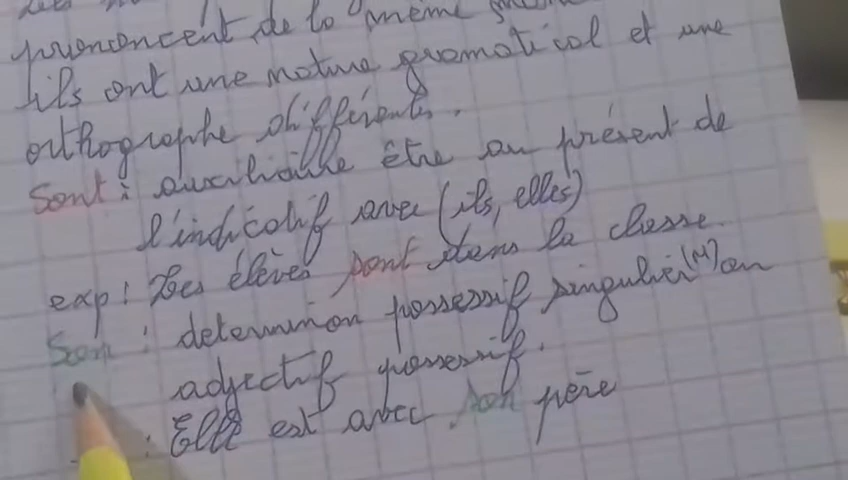 prononcent de la même
ils ont une nature gramatical et une
orthographe différents.
Sont : auxiliaire être au présent de
l'indicatif avec (ils, elles)
exp : Les élèves sont dans la classe.
Son : determinon possessif singulier (M) ou
adjectif possessif.
: Elle est avec son père